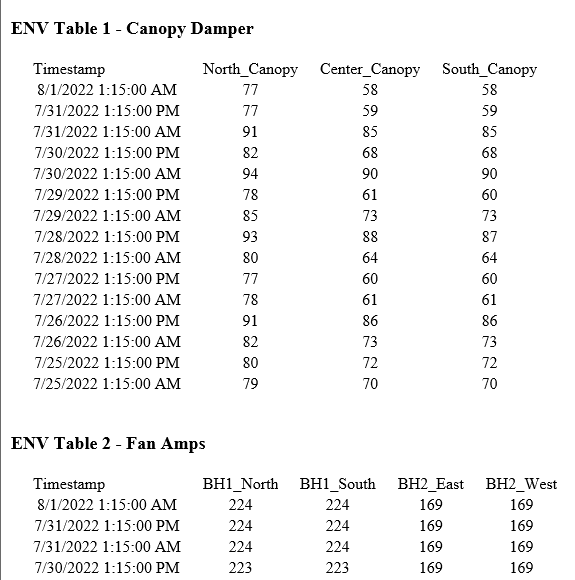 ENV Table 1 - Canopy Damper
Timestamp North_Canopy Center_Canopy South_Canopy
8/1/2022 1:15:00 AM 77 58 58
7/31/2022 1:15:00 PM 77 59 59
7/31/2022 1:15:00 AM 91 85 85
7/30/2022 1:15:00 PM 82 68 68
7/30/2022 1:15:00 AM 94 90 90
7/29/2022 1:15:00 PM 78 61 60
7/29/2022 1:15:00 AM 85 73 73
7/28/2022 1:15:00 PM 93 88 87
7/28/2022 1:15:00 AM 80 64 64
7/27/2022 1:15:00 PM 77 60 60
7/27/2022 1:15:00 AM 78 61 61
7/26/2022 1:15:00 PM 91 86 86
7/26/2022 1:15:00 AM 82 73 73
7/25/2022 1:15:00 PM 80 72 72
7/25/2022 1:15:00 AM 79 70 70
ENV Table 2 - Fan Amps
Timestamp BH1_North BH1_South BH2_East BH2_West
8/1/2022 1:15:00 AM 224 224 169 169
7/31/2022 1:15:00 PM 224 224 169 169
7/31/2022 1:15:00 AM 224 224 169 169
7/30/2022 1:15:00 PM 223 223 169 169